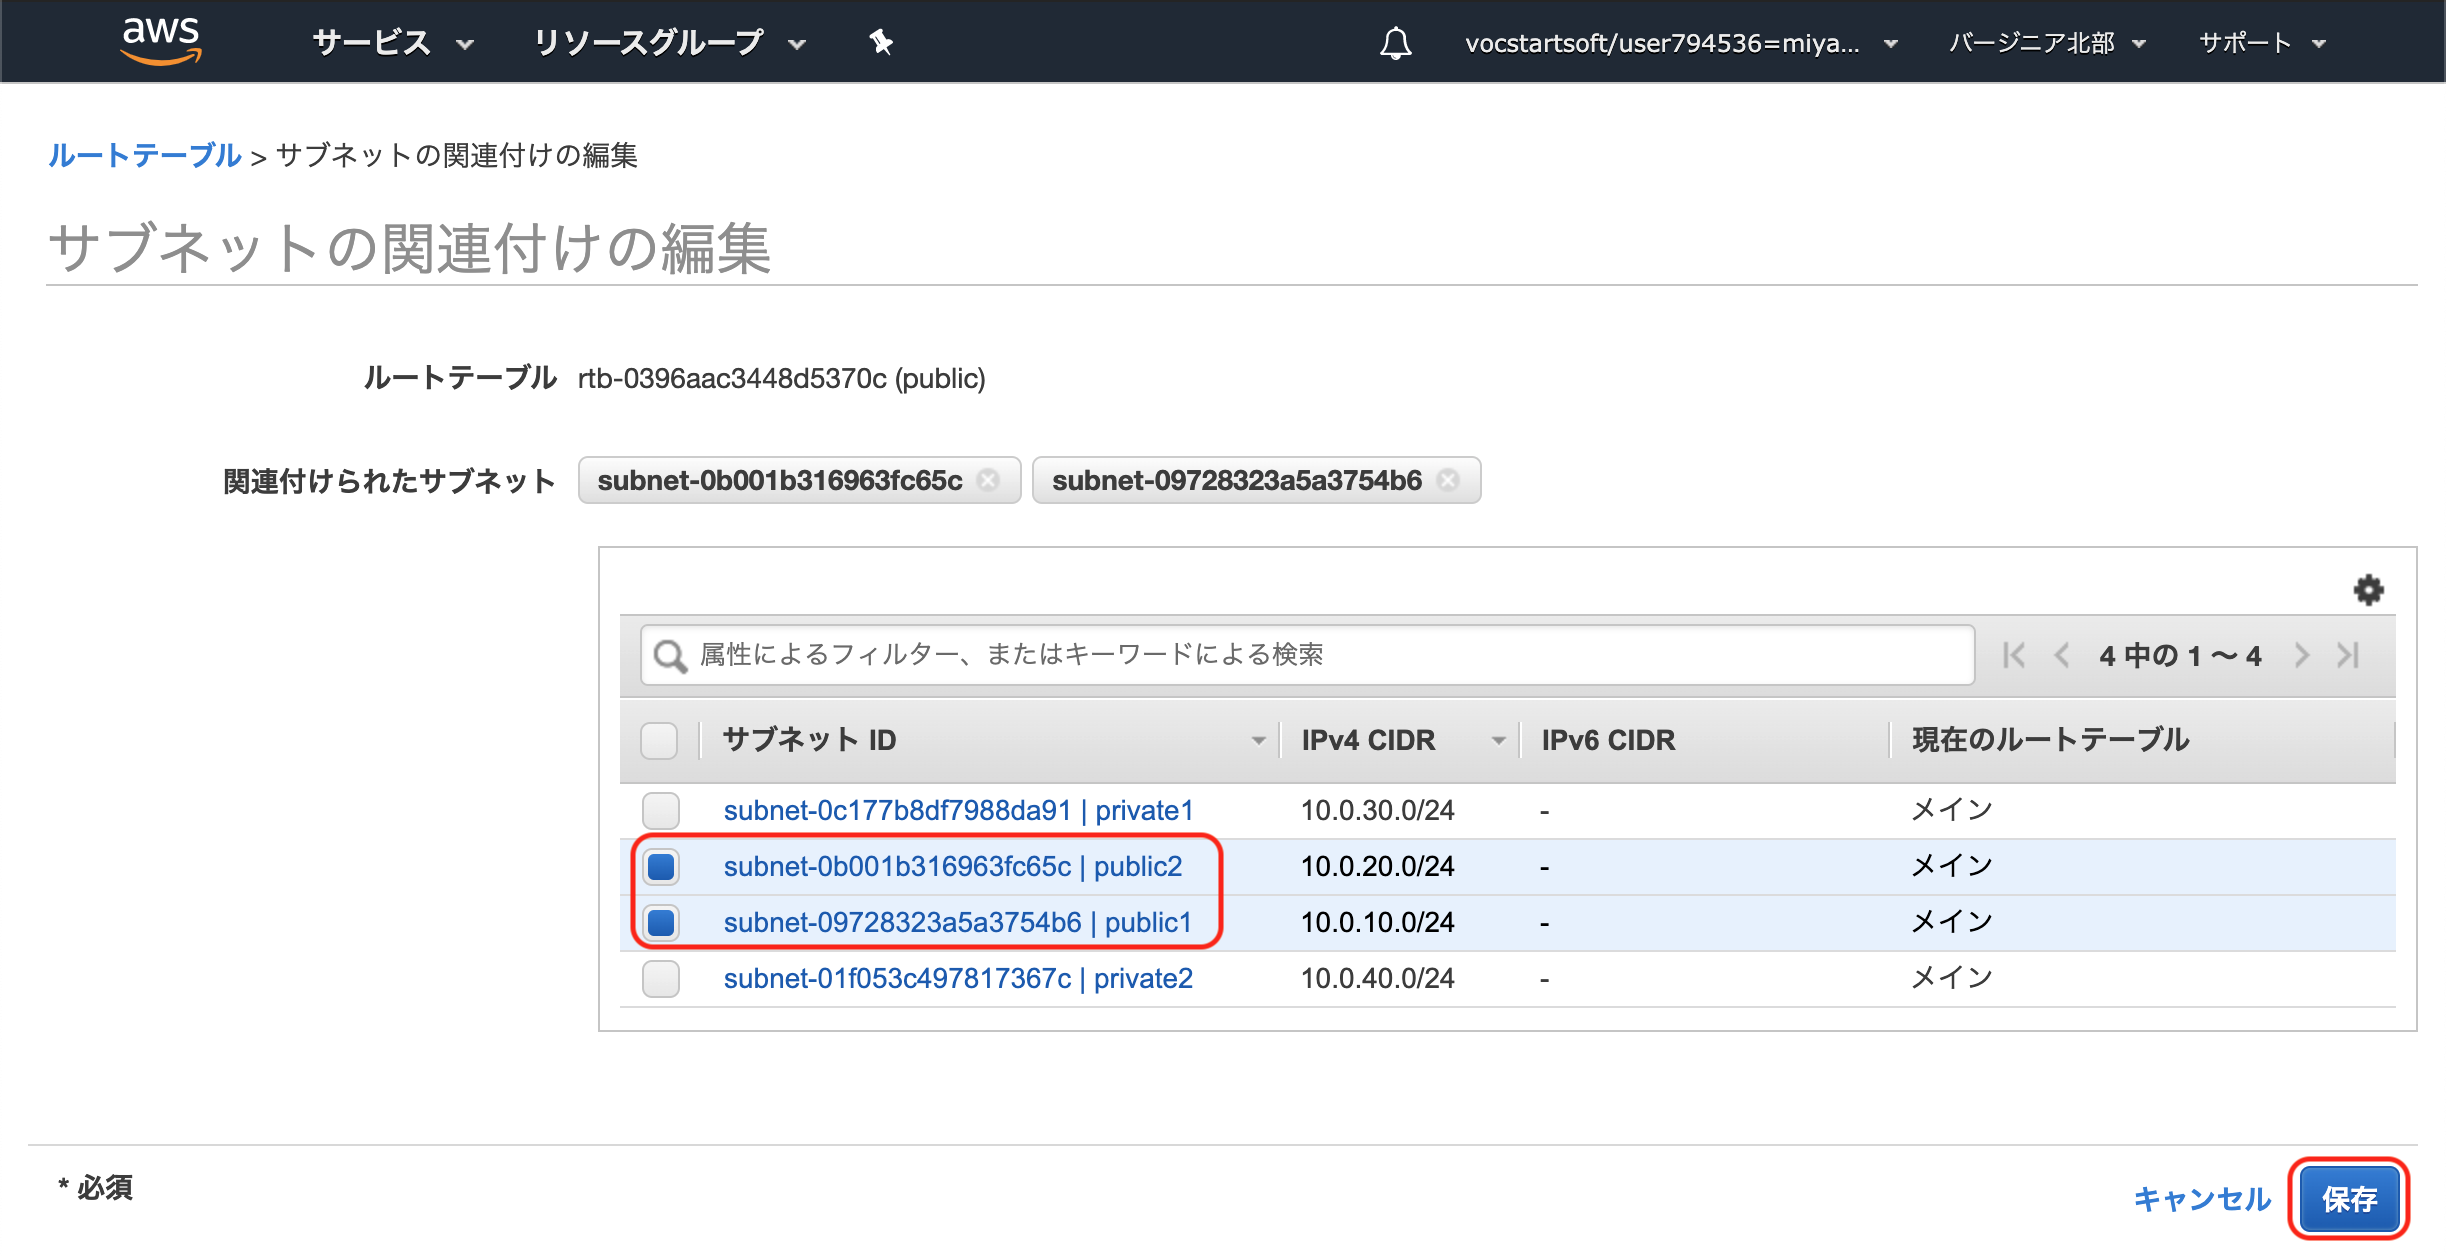 aws サービス リソースグループ vocstartsoft/user794536=miya... バージニア北部 サポート
ルートテーブル > サブネットの関連付けの編集
サブネットの関連付けの編集
ルートテーブル rtb-0396aac3448d5370c (public)
関連付けられたサブネット subnet-0b001b316963fc65c subnet-09728323a5a3754b6
属性によるフィルター、またはキーワードによる検索 4 中の 1 ～ 4
サブネット ID IPv4 CIDR IPv6 CIDR 現在のルートテーブル
subnet-0c177b8df7988da91 | private1 10.0.30.0/24 - メイン
subnet-0b001b316963fc65c | public2 10.0.20.0/24 - メイン
subnet-09728323a5a3754b6 | public1 10.0.10.0/24 - メイン
subnet-01f053c497817367c | private2 10.0.40.0/24 - メイン
* 必須 キャンセル 保存